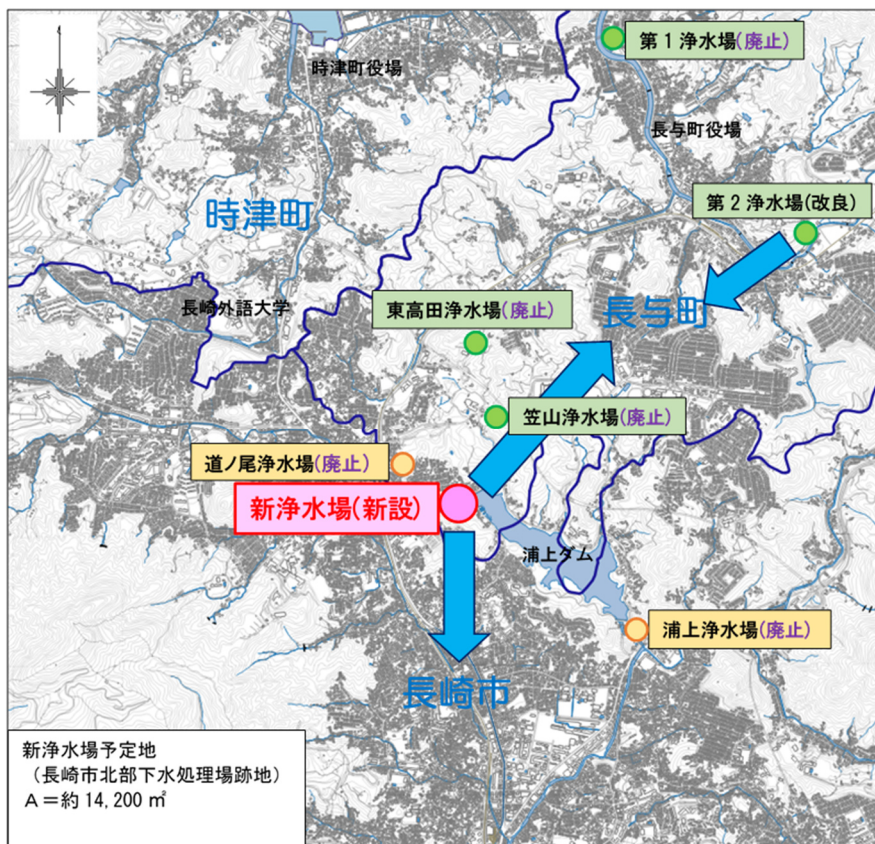 第1浄水場(廃止)
時津町役場
長与町役場
第2浄水場(改良)
時津町
長崎外語大学
東高田浄水場(廃止)
長与町
笠山浄水場(廃止)
道ノ尾浄水場(廃止)
新浄水場(新設)
浦上ダム
浦上浄水場(廃止)
長崎市
新浄水場予定地
(長崎市北部下水処理場跡地)
A=約14,200㎡